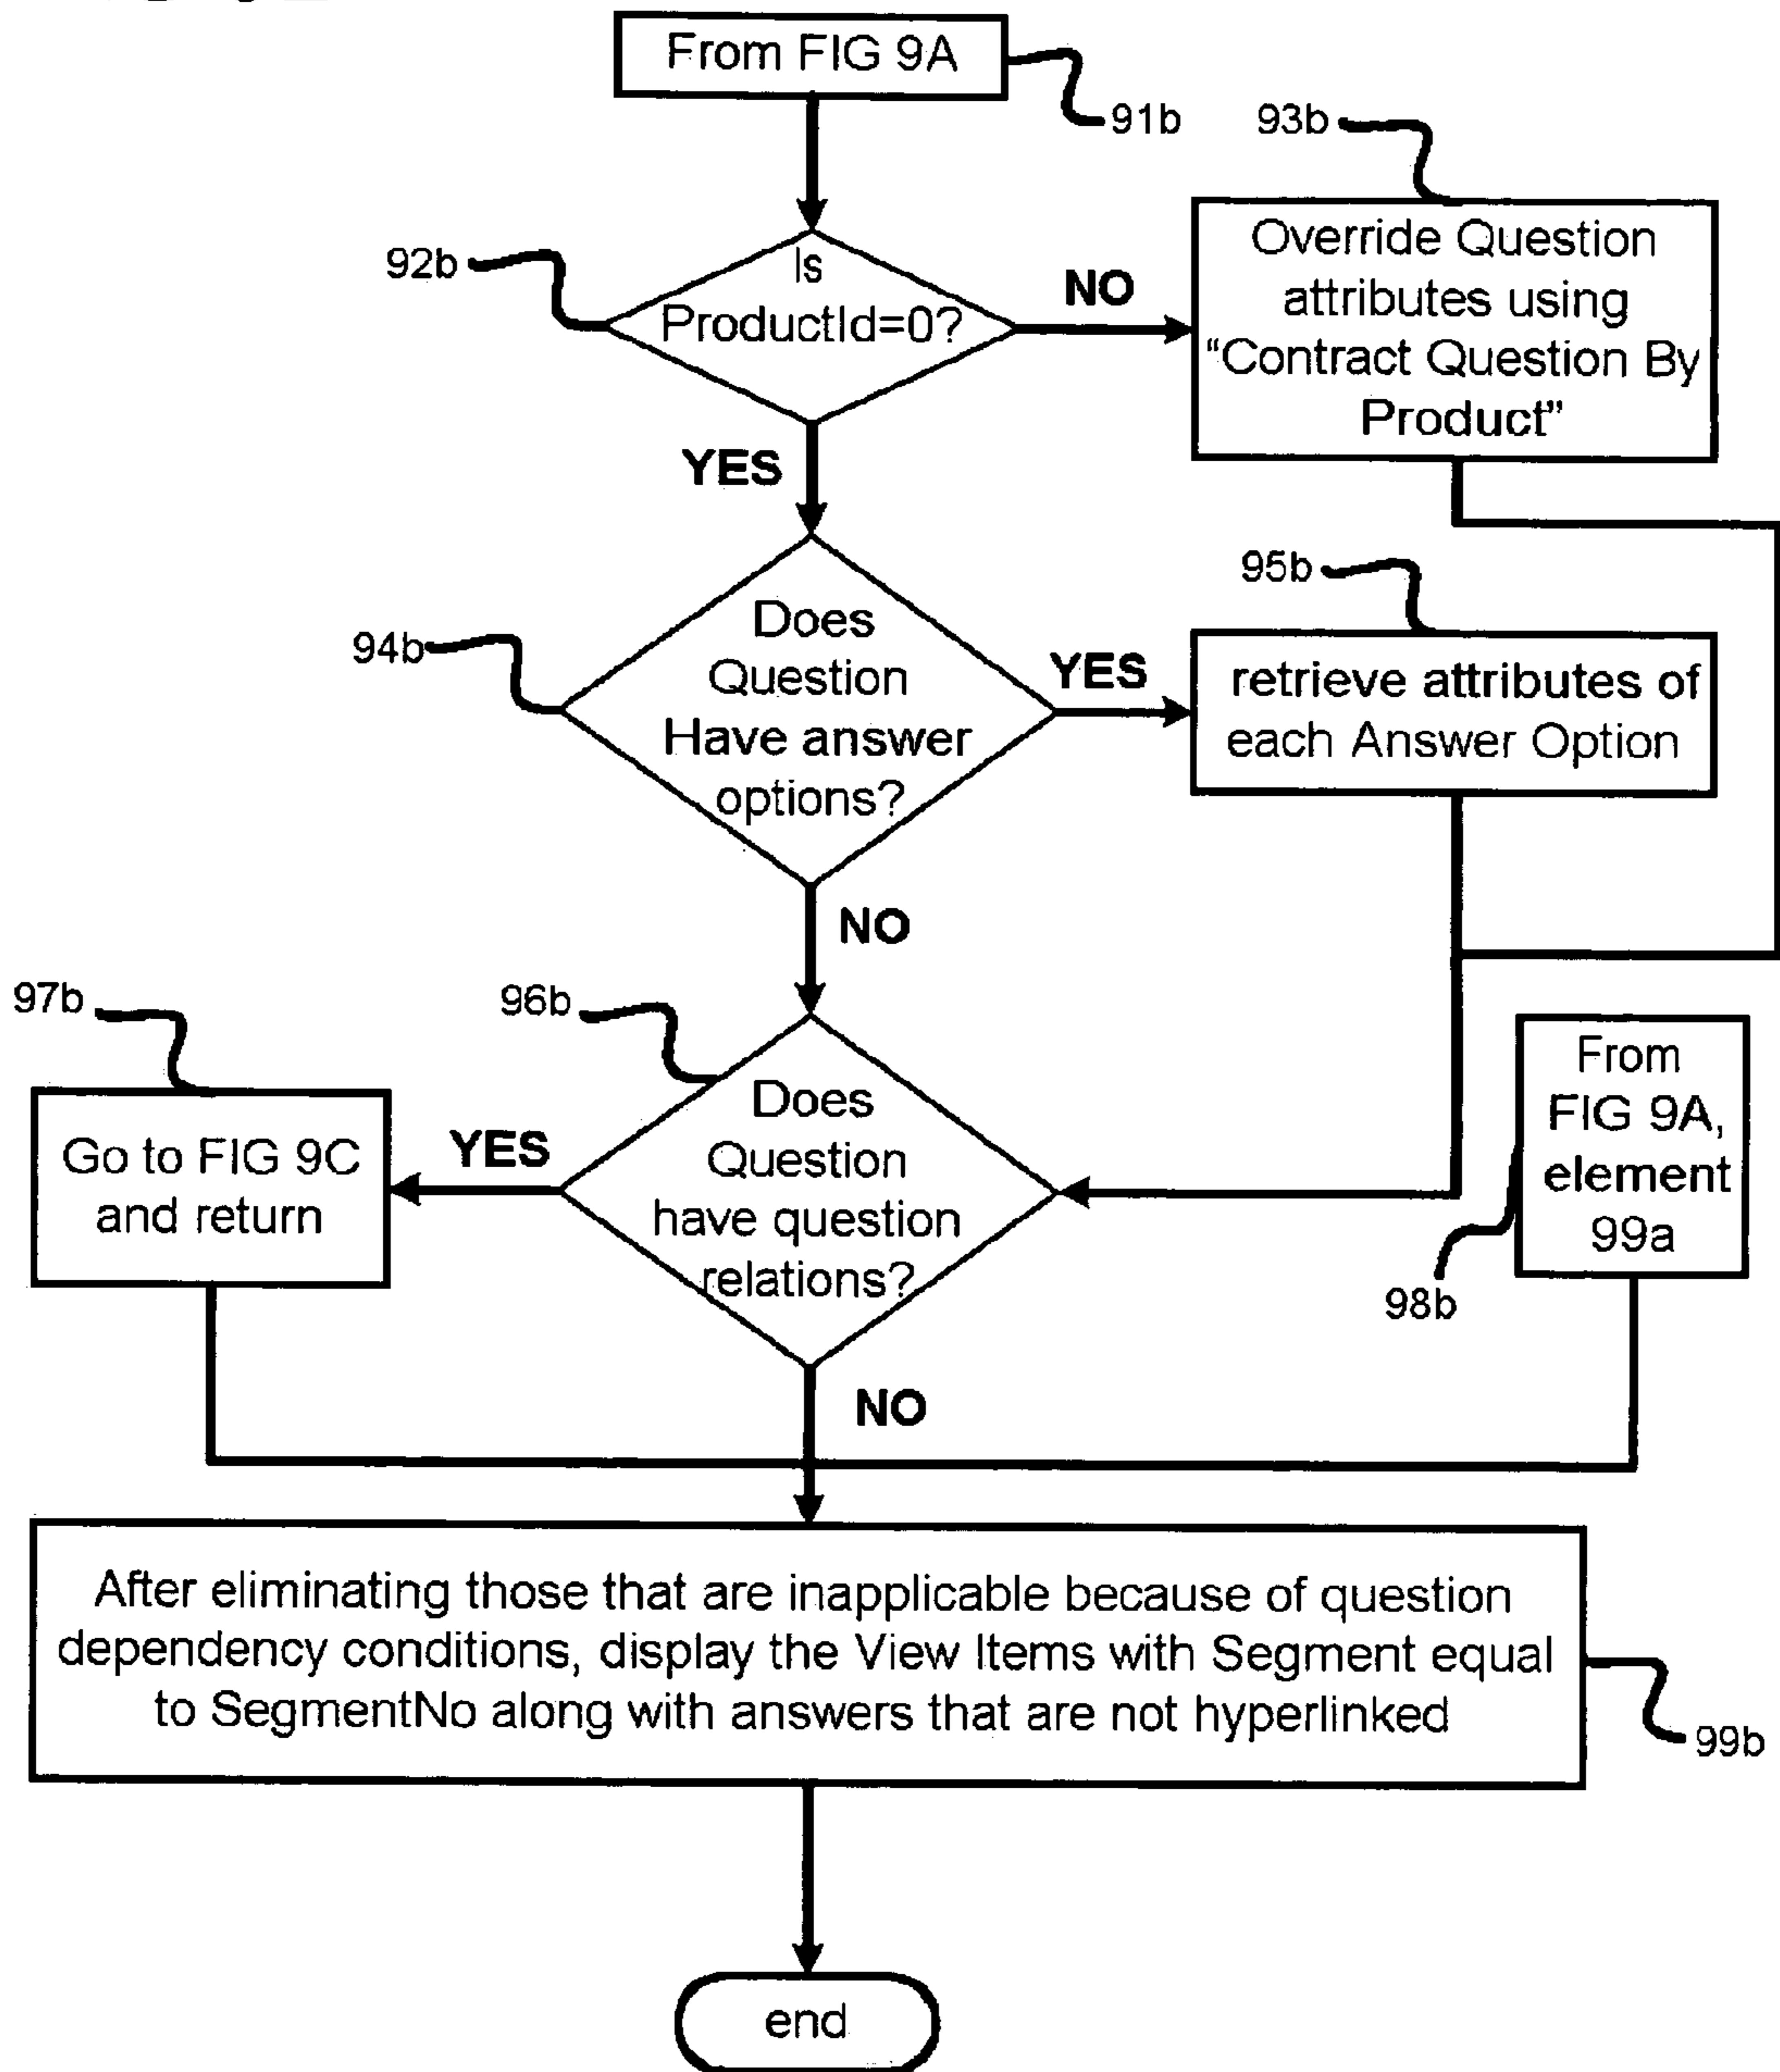 From FIG 9A
91b
93b
92b
Is
ProductId=0?
NO
Override Question
attributes using
“Contract Question By
Product”
YES
95b
94b
Does
Question
Have answer
options?
YES
retrieve attributes of
each Answer Option
NO
97b
96b
Does
Question
have question
relations?
YES
Go to FIG 9C
and return
From
FIG 9A,
element
99a
98b
NO
After eliminating those that are inapplicable because of question
dependency conditions, display the View Items with Segment equal
to SegmentNo along with answers that are not hyperlinked
99b
end